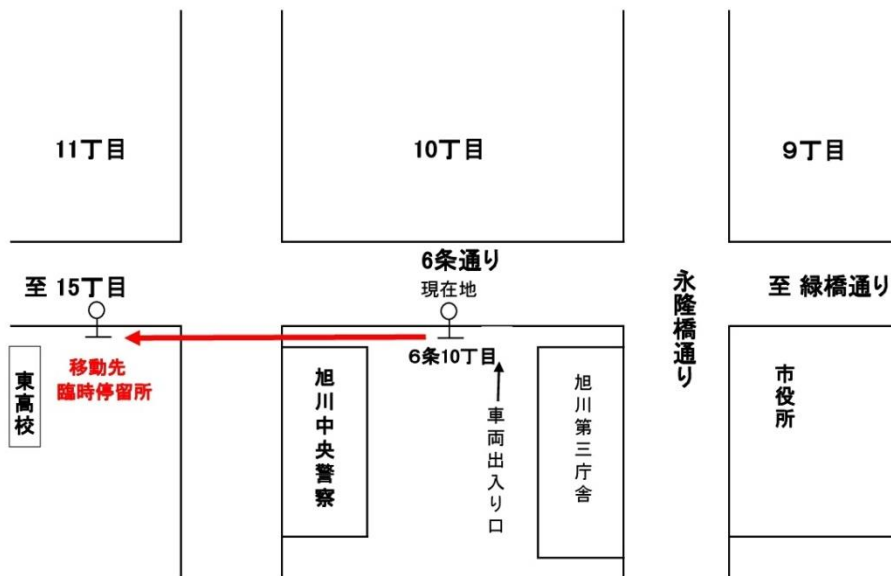 11丁目
10丁目
９丁目
6条通り
現在地
至 15丁目
至 緑橋通り
永隆橋通り
6条10丁目
移動先
臨時停留所
東高校
旭川中央警察
車両出入り口
旭川第三庁舎
市役所